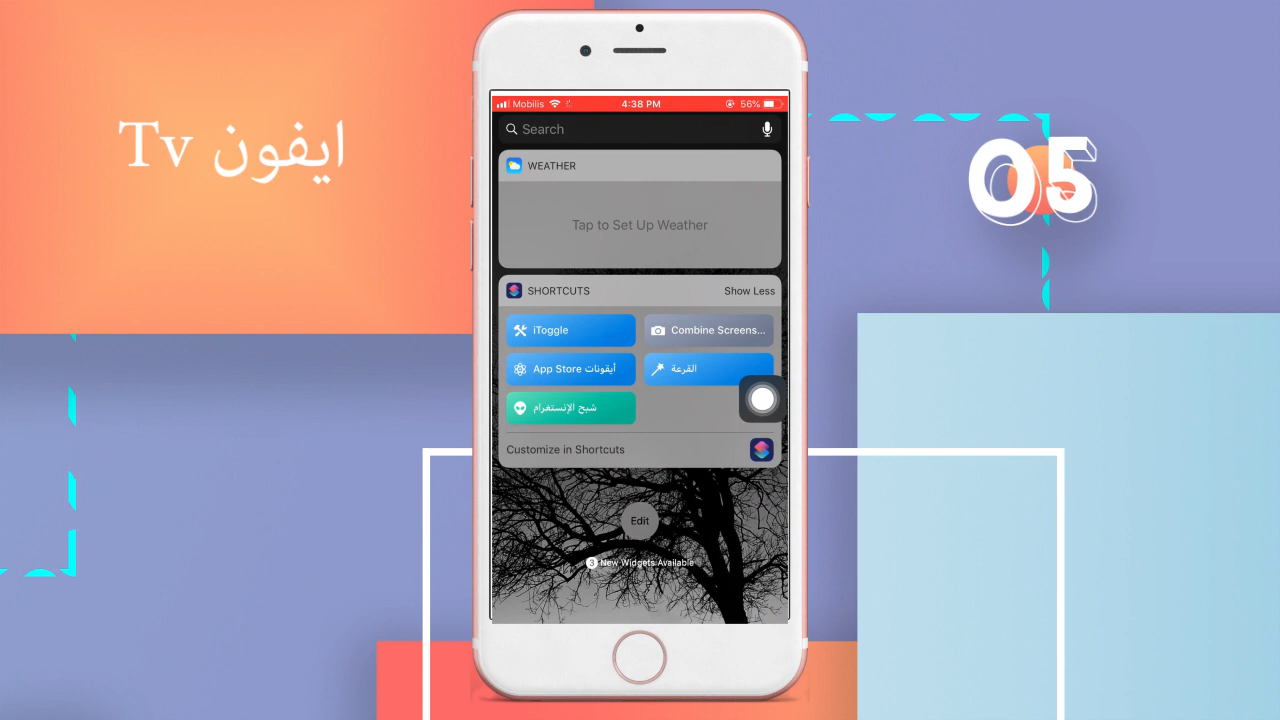 ايفون Tv
05
Mobilis 4:38 PM 56%
Search
WEATHER
Tap to Set Up Weather
SHORTCUTS Show Less
iToggle
Combine Screens...
أيقونات App Store
القرعة
شبح الإنستغرام
Customize in Shortcuts
Edit
3 New Widgets Available